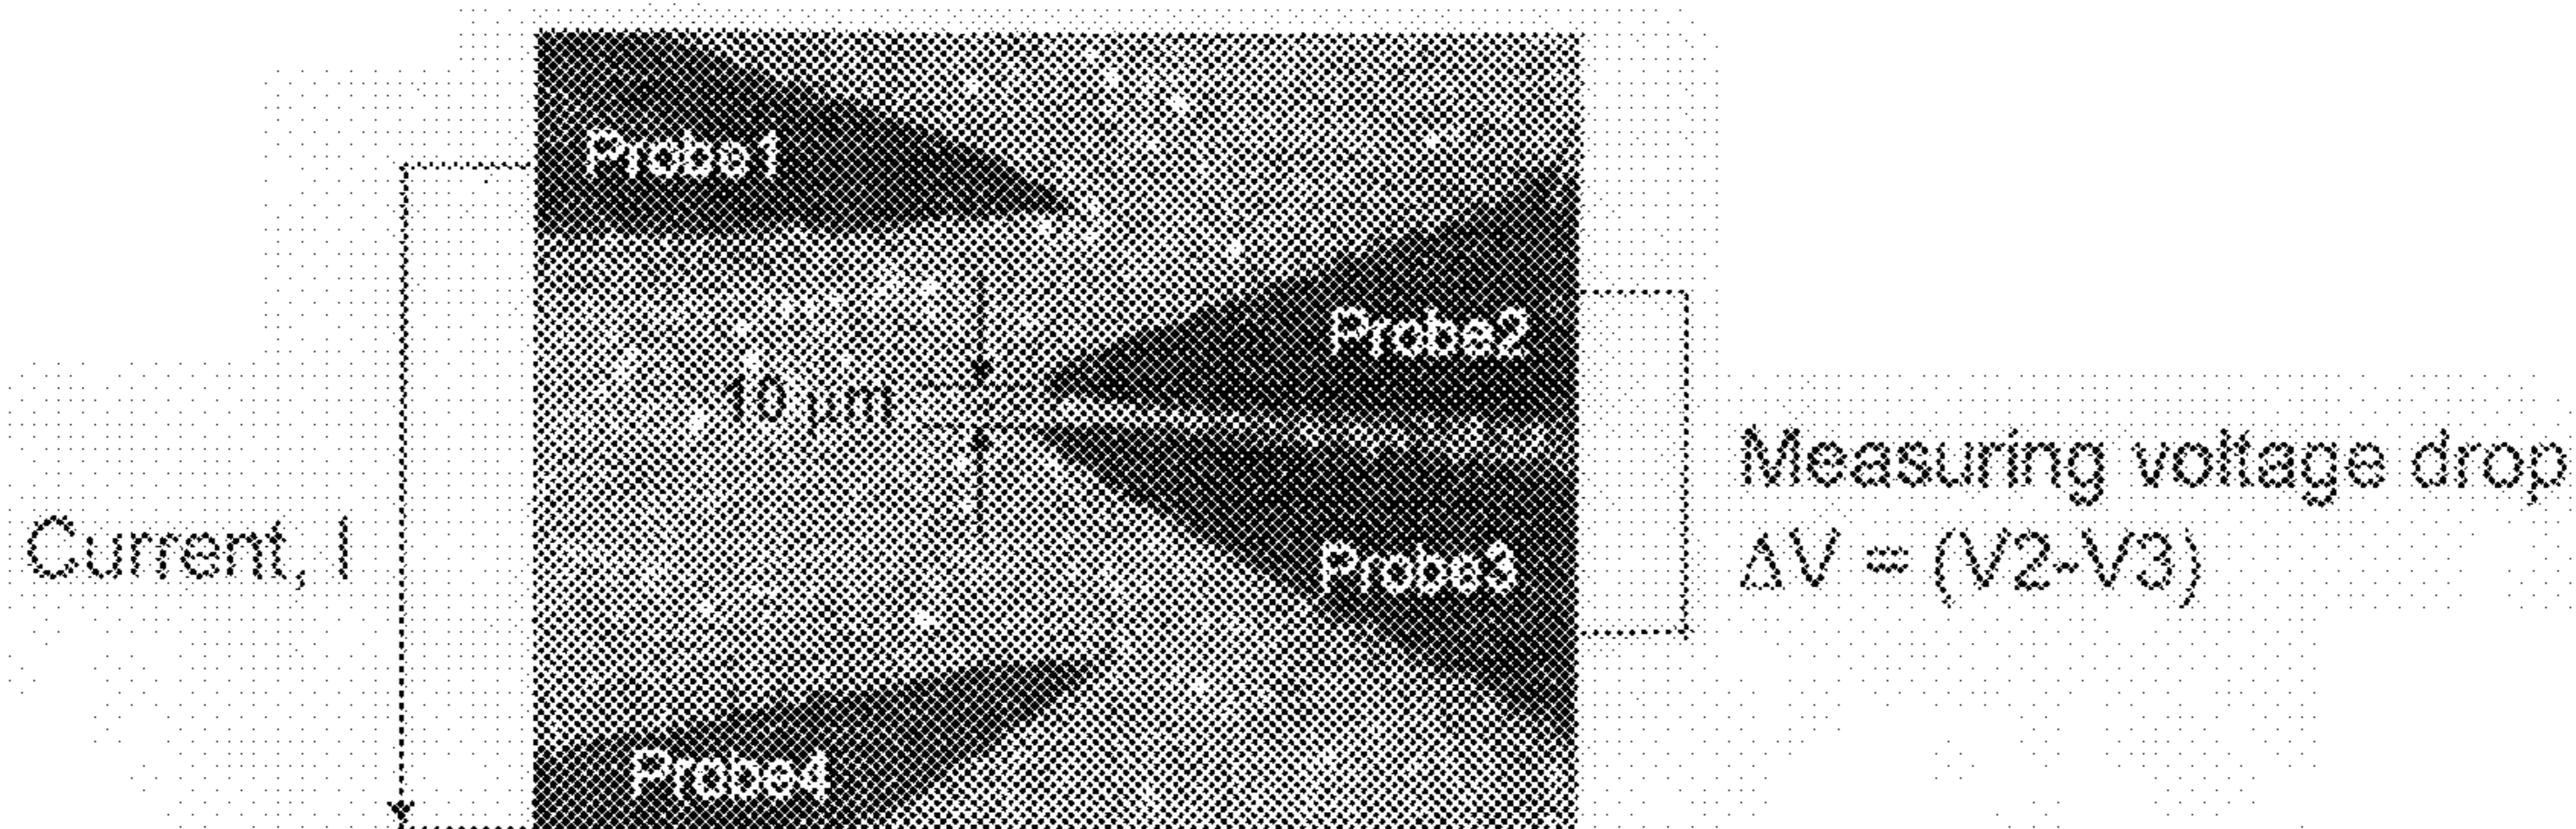 Probe1
Probe2
10 μm
Measuring voltage drop
Current, I
ΔV = (V2-V3)
Probe3
Probe4